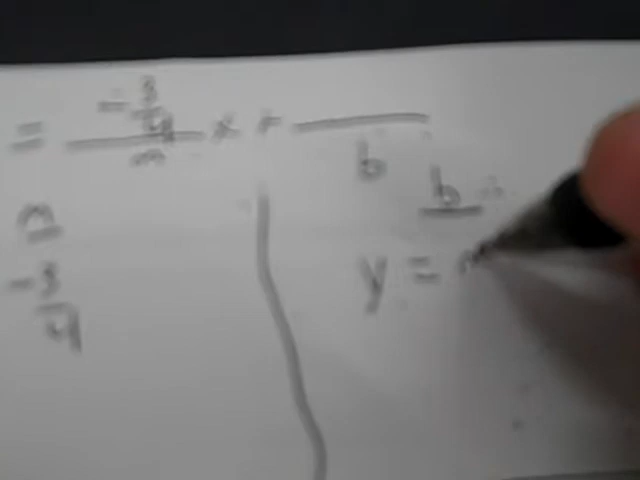 = -3/4 x +
m b
m
-3/4
b
y = m